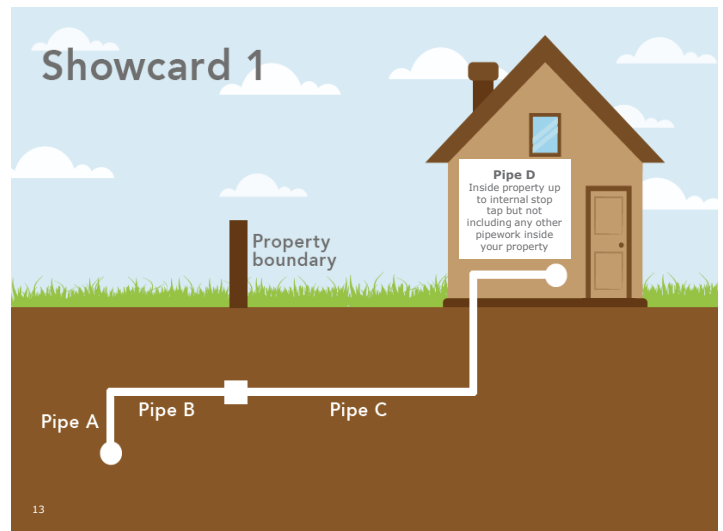 Showcard 1
Pipe D
Inside property up
to internal stop
tap but not
including any other
pipework inside
your property
Property
boundary
Pipe A
Pipe B
Pipe C
13